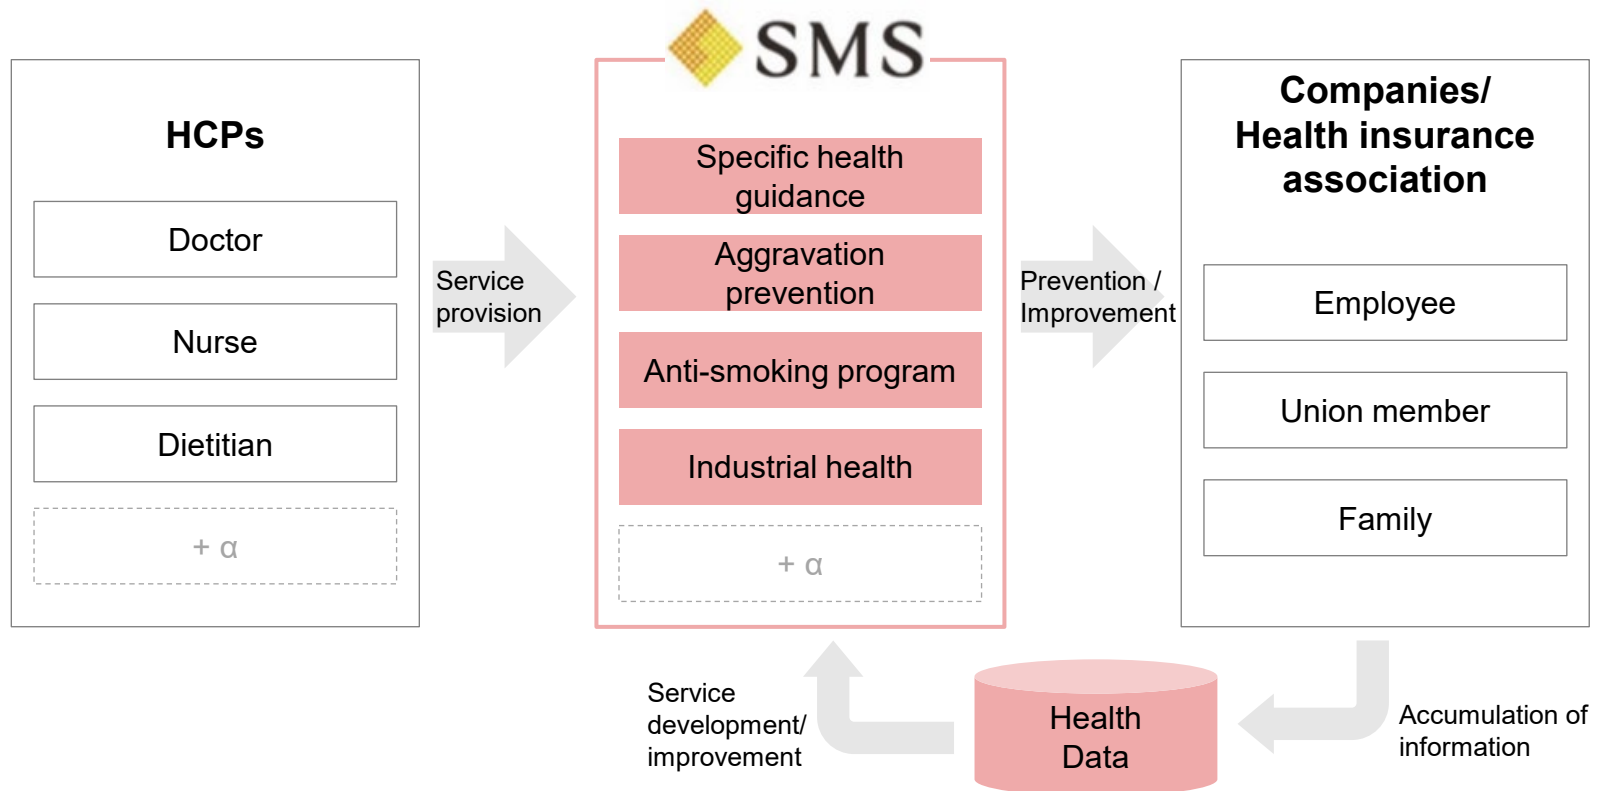 SMS
HCPs
Doctor
Nurse
Dietitian
+ α
Service
provision
Specific health
guidance
Aggravation
prevention
Anti-smoking program
Industrial health
+ α
Prevention /
Improvement
Companies/
Health insurance
association
Employee
Union member
Family
Accumulation of
information
Health
Data
Service
development/
improvement